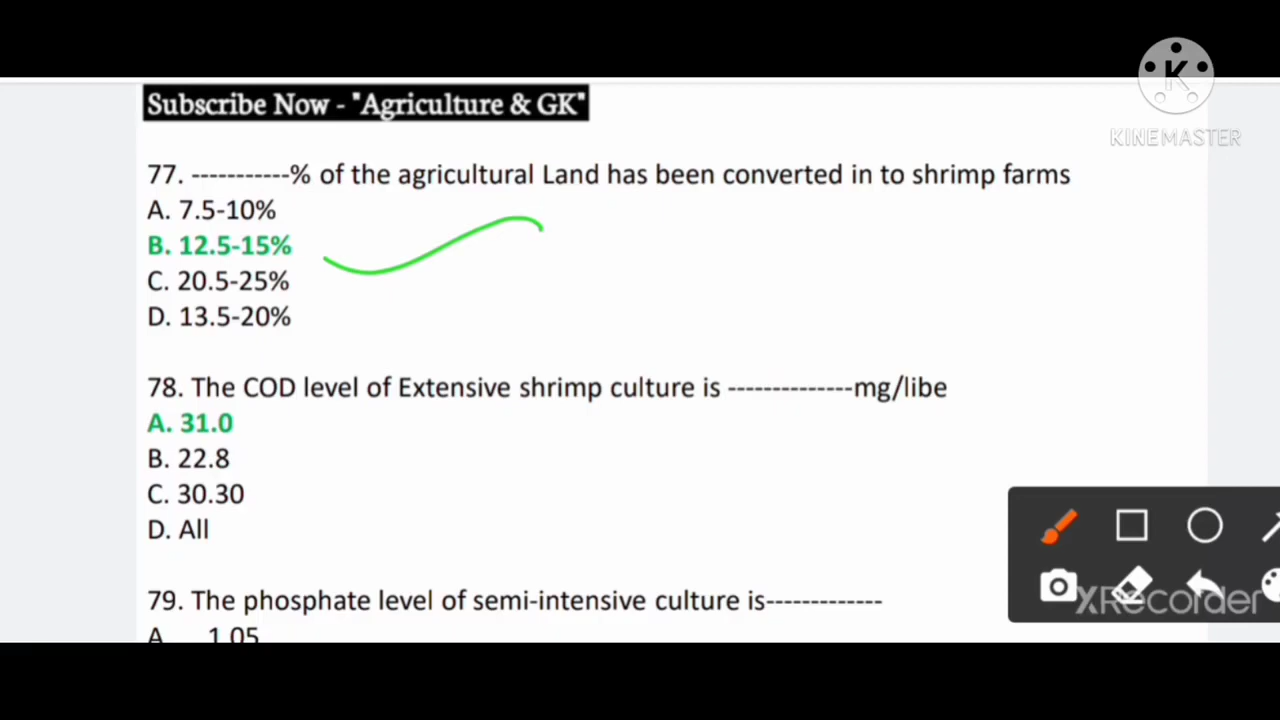 Subscribe Now - "Agriculture & GK"
K
KINEMASTER
77. -----------% of the agricultural Land has been converted in to shrimp farms
A. 7.5-10%
B. 12.5-15%
C. 20.5-25%
D. 13.5-20%
78. The COD level of Extensive shrimp culture is --------------mg/libe
A. 31.0
B. 22.8
C. 30.30
D. All
79. The phosphate level of semi-intensive culture is-------------
A. 1.05
XRecorder